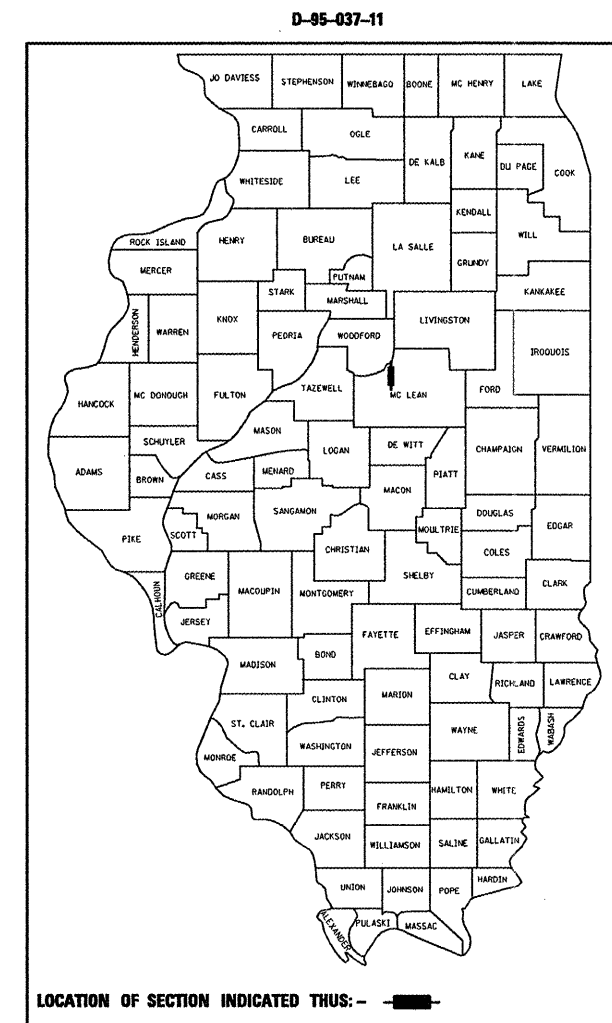 D-95-037-11
JO DAVIESS STEPHENSON WINNEBAGO BOONE MC HENRY LAKE
CARROLL OGLE
DE KALB KANE DU PAGE COOK
WHITESIDE LEE
KENDALL
ROCK ISLAND HENRY BUREAU LA SALLE WILL
GRUNDY
MERCER PUTNAM
STARK MARSHALL KANKAKEE
HENDERSON WARREN KNOX PEORIA WOODFORD LIVINGSTON
IROQUOIS
HANCOCK MC DONOUGH FULTON TAZEWELL MC LEAN FORD
MASON
SCHUYLER LOGAN DE WITT CHAMPAIGN VERMILION
ADAMS BROWN CASS MENARD PIATT
MACON
MORGAN SANGAMON DOUGLAS
PIKE SCOTT CHRISTIAN MOULTRIE COLES EDGAR
CALHOUN GREENE MACOUPIN MONTGOMERY SHELBY CUMBERLAND CLARK
JERSEY
FAYETTE EFFINGHAM JASPER CRAWFORD
MADISON BOND
CLAY RICHLAND LAWRENCE
CLINTON MARION
ST. CLAIR WAYNE EDWARDS WABASH
WASHINGTON JEFFERSON
MONROE
RANDOLPH PERRY HAMILTON WHITE
FRANKLIN
JACKSON WILLIAMSON SALINE GALLATIN
UNION JOHNSON POPE HARDIN
ALEXANDER PULASKI MASSAC
LOCATION OF SECTION INDICATED THUS: -